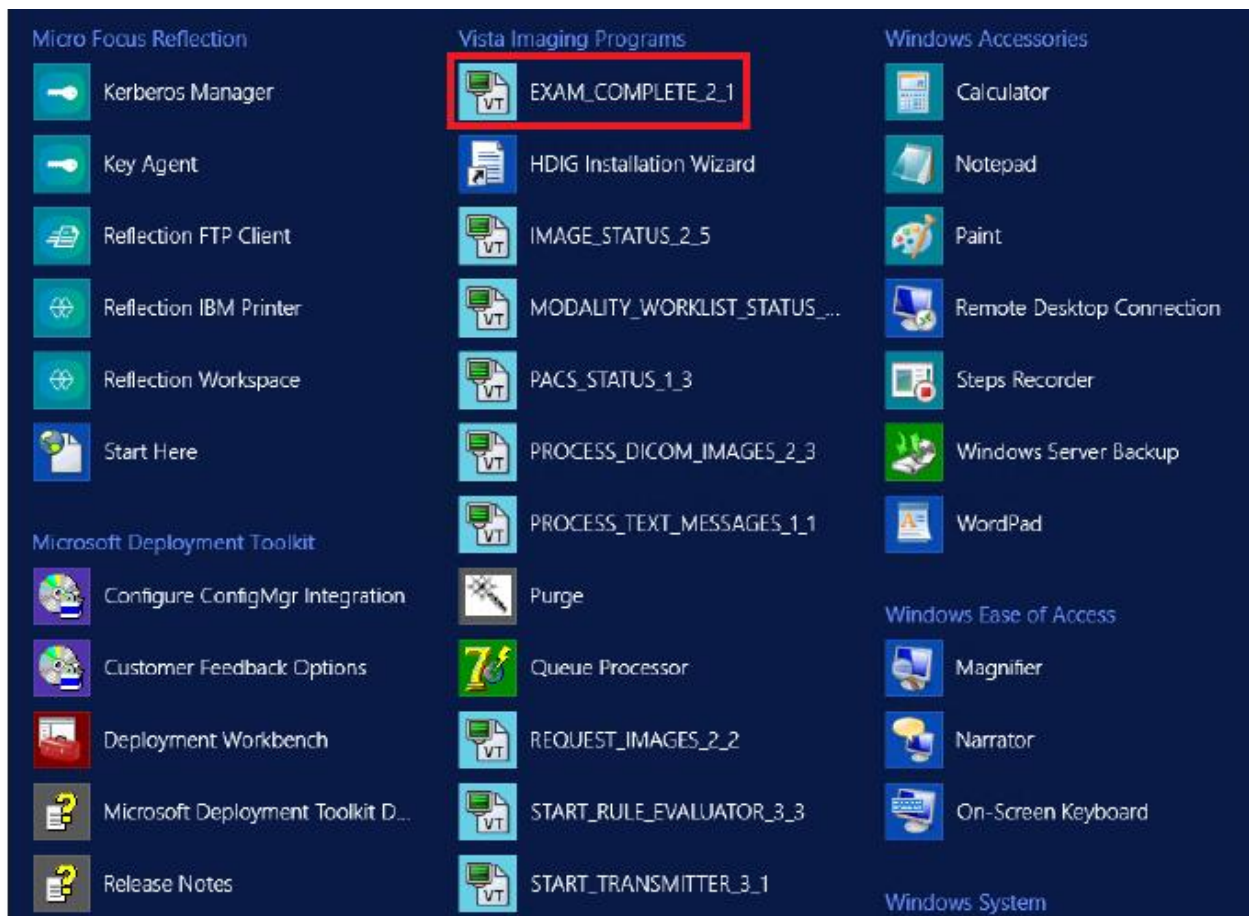 Micro Focus Reflection
Kerberos Manager
Key Agent
Reflection FTP Client
Reflection IBM Printer
Reflection Workspace
Start Here
Microsoft Deployment Toolkit
Configure ConfigMgr Integration
Customer Feedback Options
Deployment Workbench
Microsoft Deployment Toolkit D...
Release Notes
Vista Imaging Programs
EXAM_COMPLETE_2_1
HDIG Installation Wizard
IMAGE_STATUS_2_5
MODALITY_WORKLIST_STATUS_...
PACS_STATUS_1_3
PROCESS_DICOM_IMAGES_2_3
PROCESS_TEXT_MESSAGES_1_1
Purge
Queue Processor
REQUEST_IMAGES_2_2
START_RULE_EVALUATOR_3_3
START_TRANSMITTER_3_1
Windows Accessories
Calculator
Notepad
Paint
Remote Desktop Connection
Steps Recorder
Windows Server Backup
WordPad
Windows Ease of Access
Magnifier
Narrator
On-Screen Keyboard
Windows System